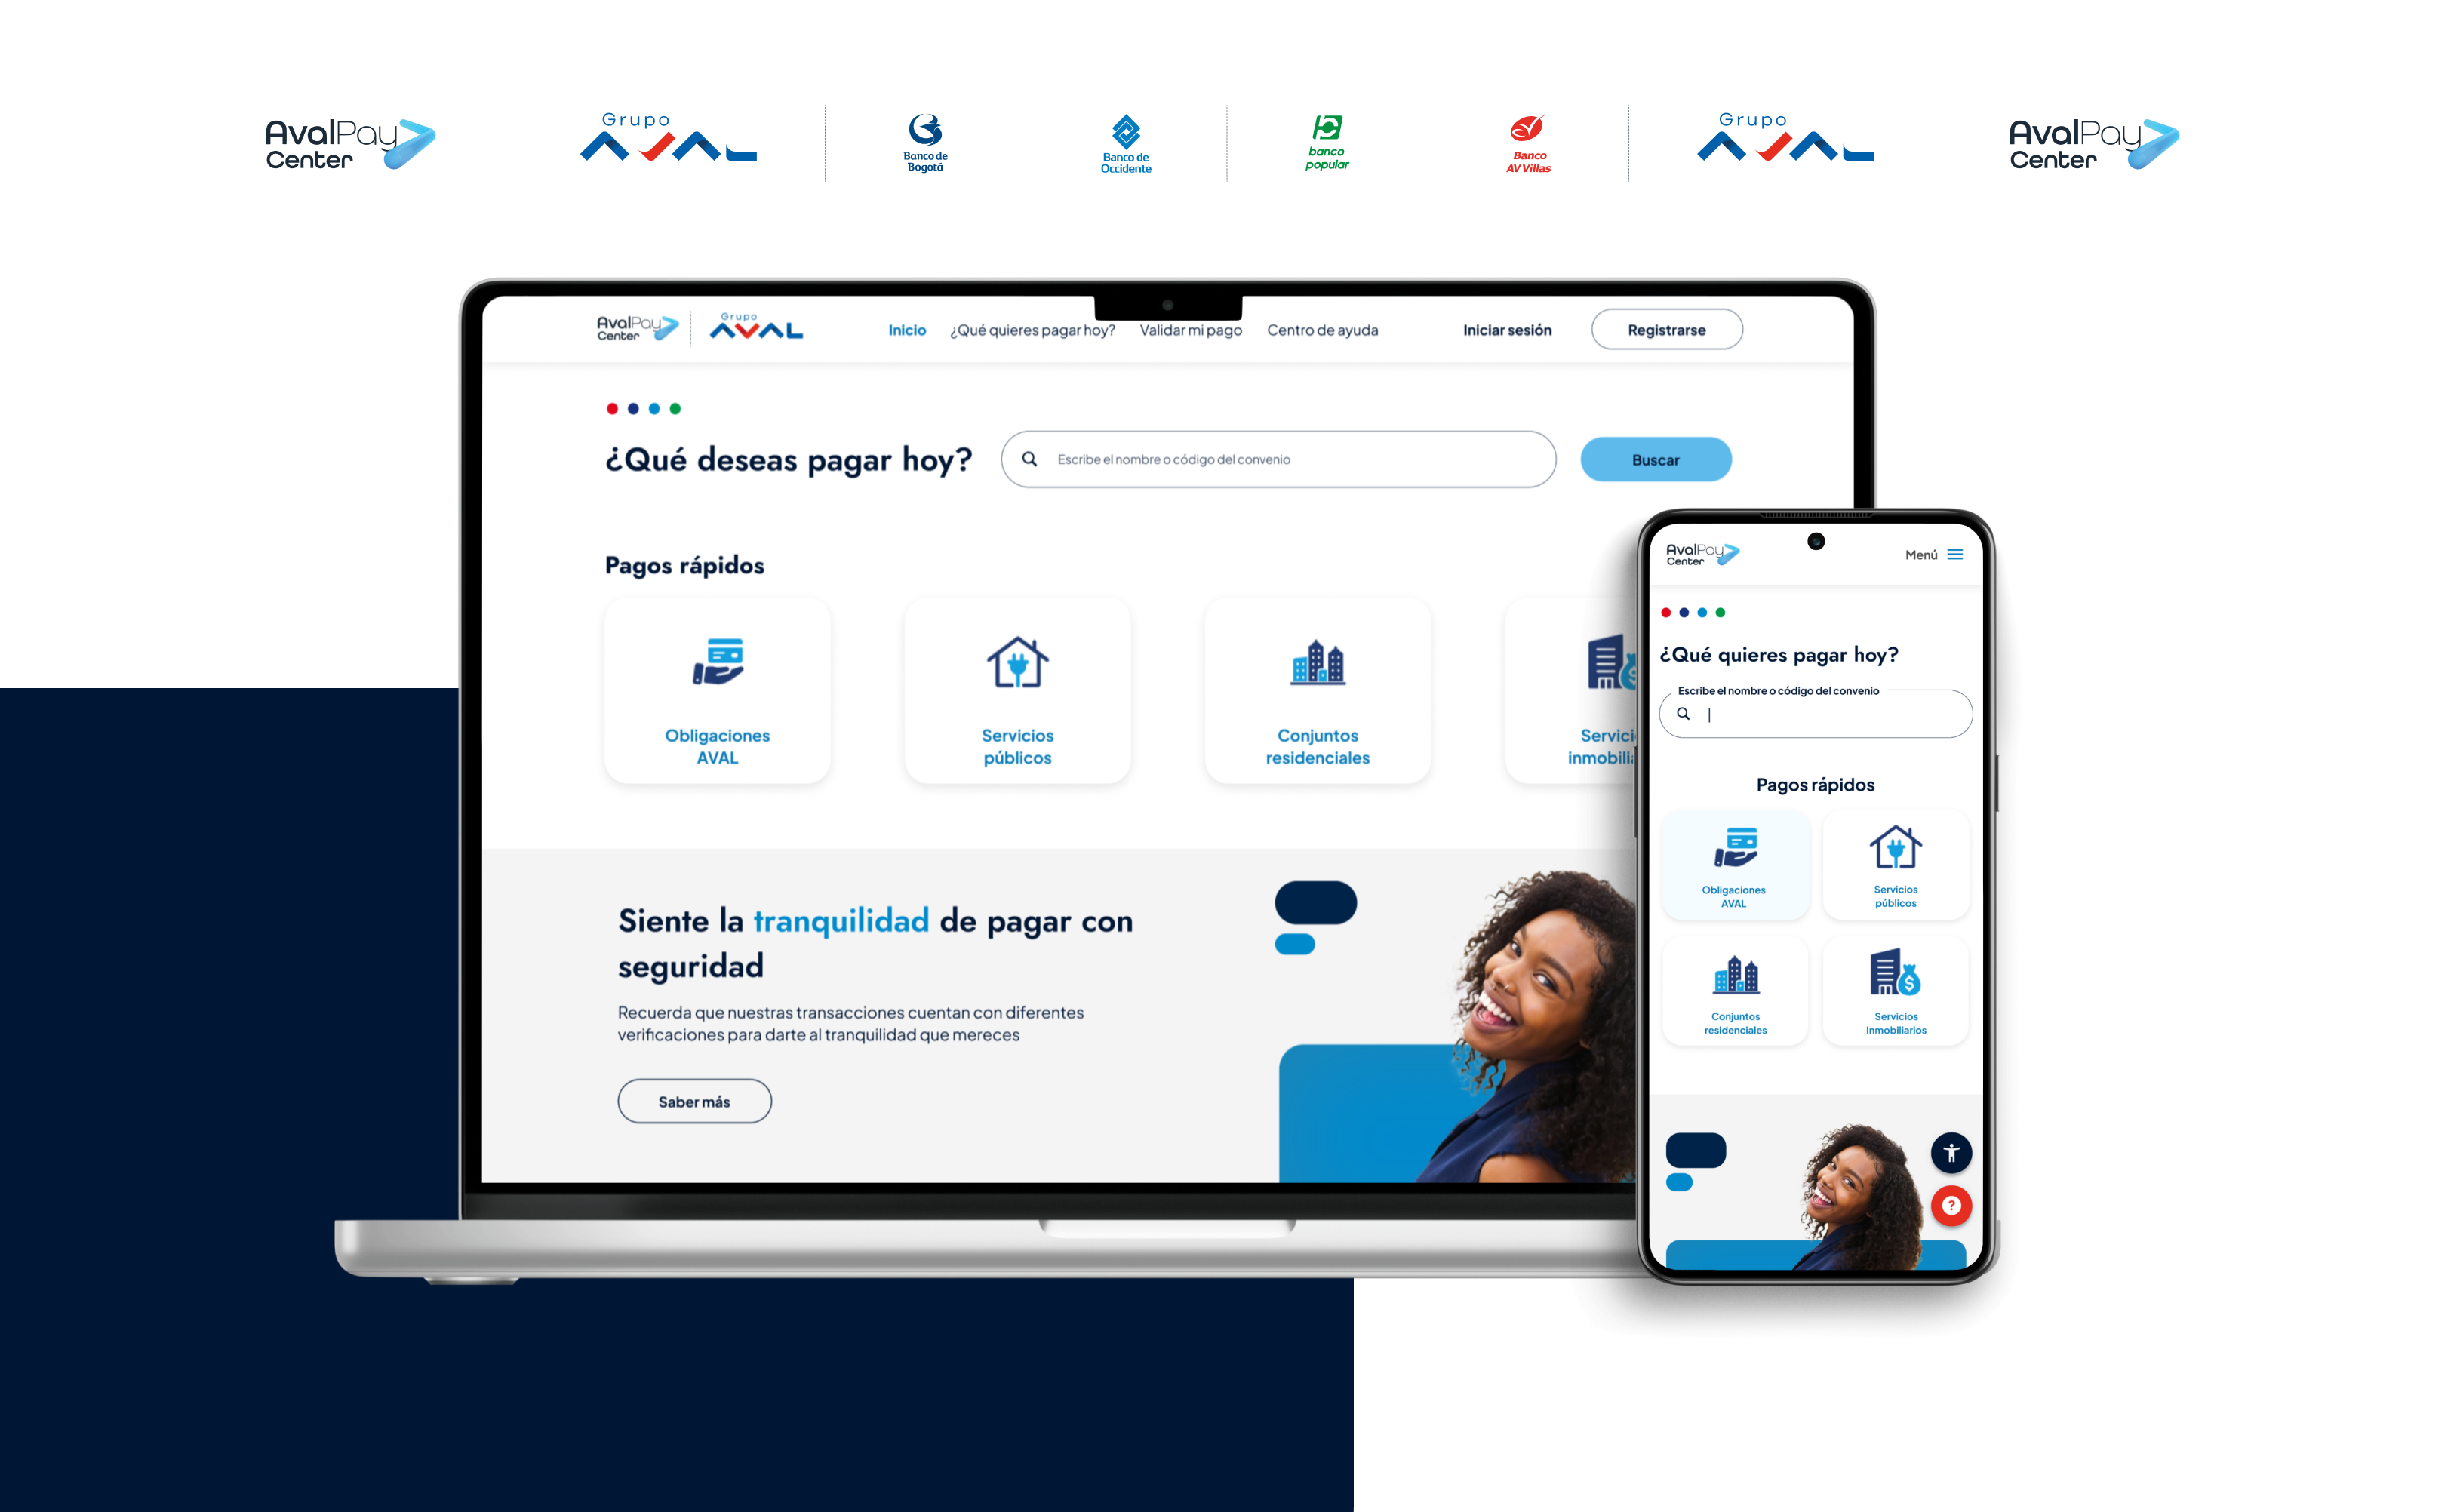 AvalPay
Center
Grupo
AVAL
Banco de
Bogotá
Banco de
Occidente
banco
popular
Banco
AV Villas
Grupo
AVAL
AvalPay
Center
AvalPay
Center
Grupo
AVAL
Inicio
¿Qué quieres pagar hoy?
Validar mi pago
Centro de ayuda
Iniciar sesión
Registrarse
¿Qué deseas pagar hoy?
Escribe el nombre o código del convenio
Buscar
Pagos rápidos
Obligaciones
AVAL
Servicios
públicos
Conjuntos
residenciales
Servici
inmobili
Siente la tranquilidad de pagar con
seguridad
Recuerda que nuestras transacciones cuentan con diferentes
verificaciones para darte al tranquilidad que mereces
Saber más
AvalPay
Center
Menú
¿Qué quieres pagar hoy?
Escribe el nombre o código del convenio
Pagos rápidos
Obligaciones
AVAL
Servicios
públicos
Conjuntos
residenciales
$
Servicios
Inmobiliarios
?